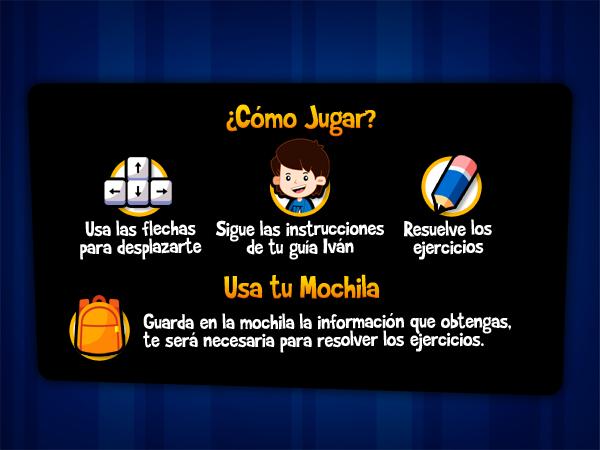 ¿Cómo Jugar?
Usa las flechas
para desplazarte
Sigue las instrucciones
de tu guía Iván
Resuelve los
ejercicios
Usa tu Mochila
Guarda en la mochila la información que obtengas,
te será necesaria para resolver los ejercicios.